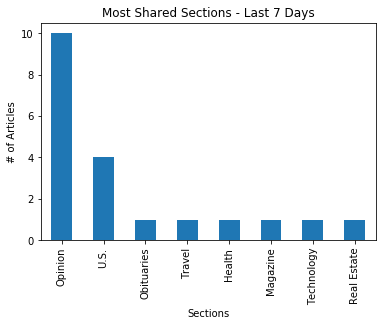 Most Shared Sections - Last 7 Days
10
8
6
4
2
0
# of Articles
Opinion
U.S.
Obituaries
Travel
Health
Magazine
Technology
Real Estate
Sections